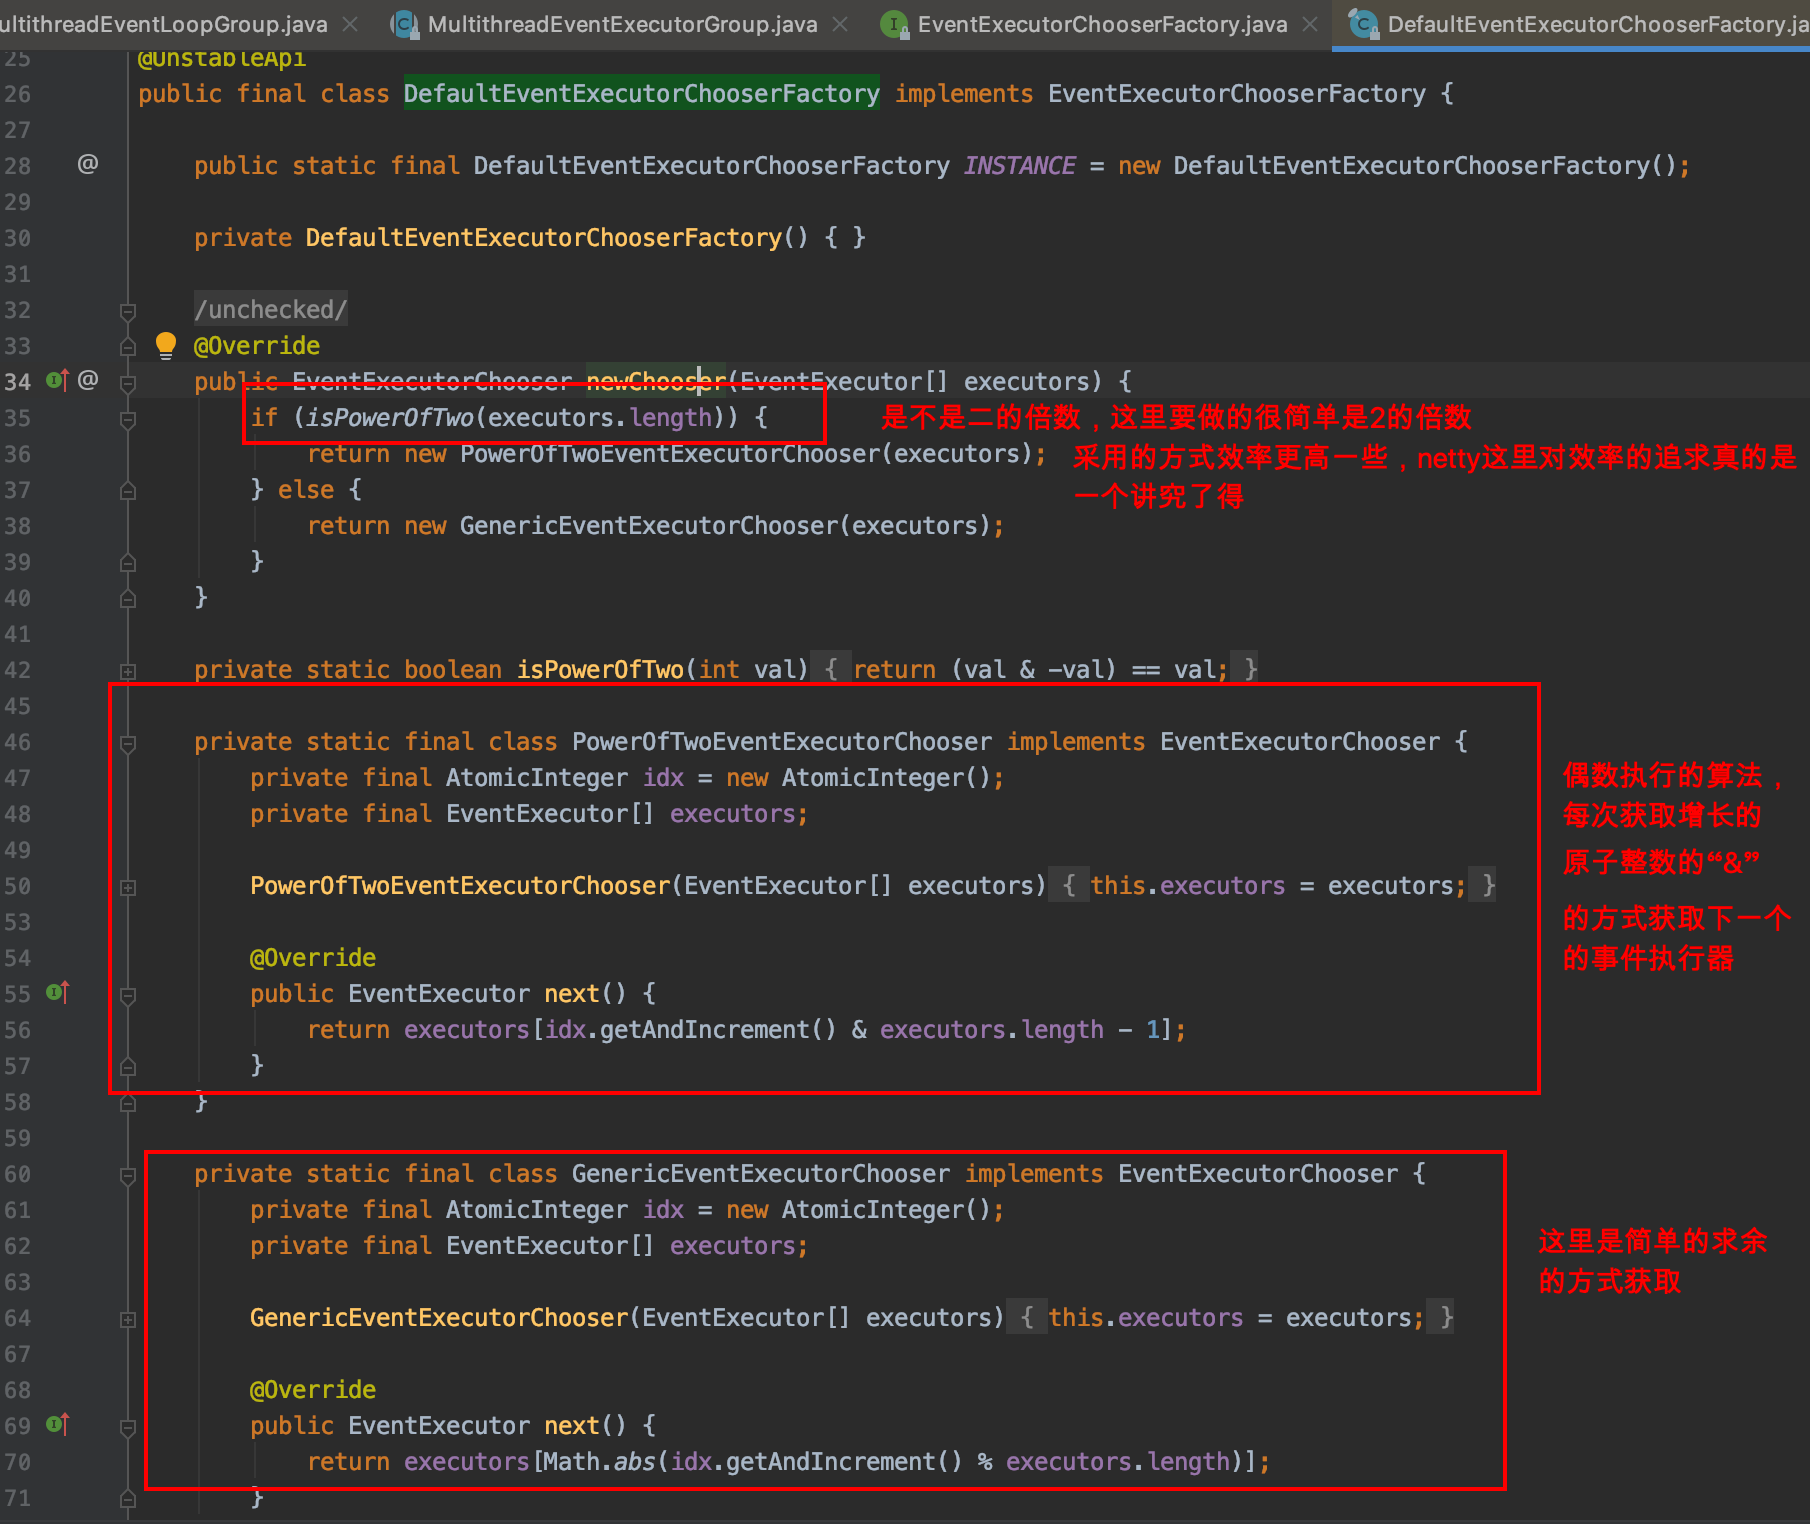 ultithreadEventLoopGroup.java MultithreadEventExecutorGroup.java EventExecutorChooserFactory.java DefaultEventExecutorChooserFactory.ja
25 @UnstableApi
26 public final class DefaultEventExecutorChooserFactory implements EventExecutorChooserFactory {
27
28 @ public static final DefaultEventExecutorChooserFactory INSTANCE = new DefaultEventExecutorChooserFactory();
29
30 private DefaultEventExecutorChooserFactory() { }
31
32 /unchecked/
33 @Override
34 @ public EventExecutorChooser newChooser(EventExecutor[] executors) {
35 if (isPowerOfTwo(executors.length)) { 是不是二的倍数，这里要做的很简单是2的倍数
36 return new PowerOfTwoEventExecutorChooser(executors); 采用的方式效率更高一些，netty这里对效率的追求真的是
37 } else { 一个讲究了得
38 return new GenericEventExecutorChooser(executors);
39 }
40 }
41
42 private static boolean isPowerOfTwo(int val) { return (val & -val) == val; }
45
46 private static final class PowerOfTwoEventExecutorChooser implements EventExecutorChooser {
47 private final AtomicInteger idx = new AtomicInteger();
48 private final EventExecutor[] executors;
49
50 PowerOfTwoEventExecutorChooser(EventExecutor[] executors) { this.executors = executors; }
53
54 @Override
55 public EventExecutor next() {
56 return executors[idx.getAndIncrement() & executors.length - 1];
57 }
58 }
偶数执行的算法，
每次获取增长的
原子整数的“&”
的方式获取下一个
的事件执行器
59
60 private static final class GenericEventExecutorChooser implements EventExecutorChooser {
61 private final AtomicInteger idx = new AtomicInteger();
62 private final EventExecutor[] executors;
63
64 GenericEventExecutorChooser(EventExecutor[] executors) { this.executors = executors; }
67
68 @Override
69 public EventExecutor next() {
70 return executors[Math.abs(idx.getAndIncrement() % executors.length)];
71 }
这里是简单的求余
的方式获取